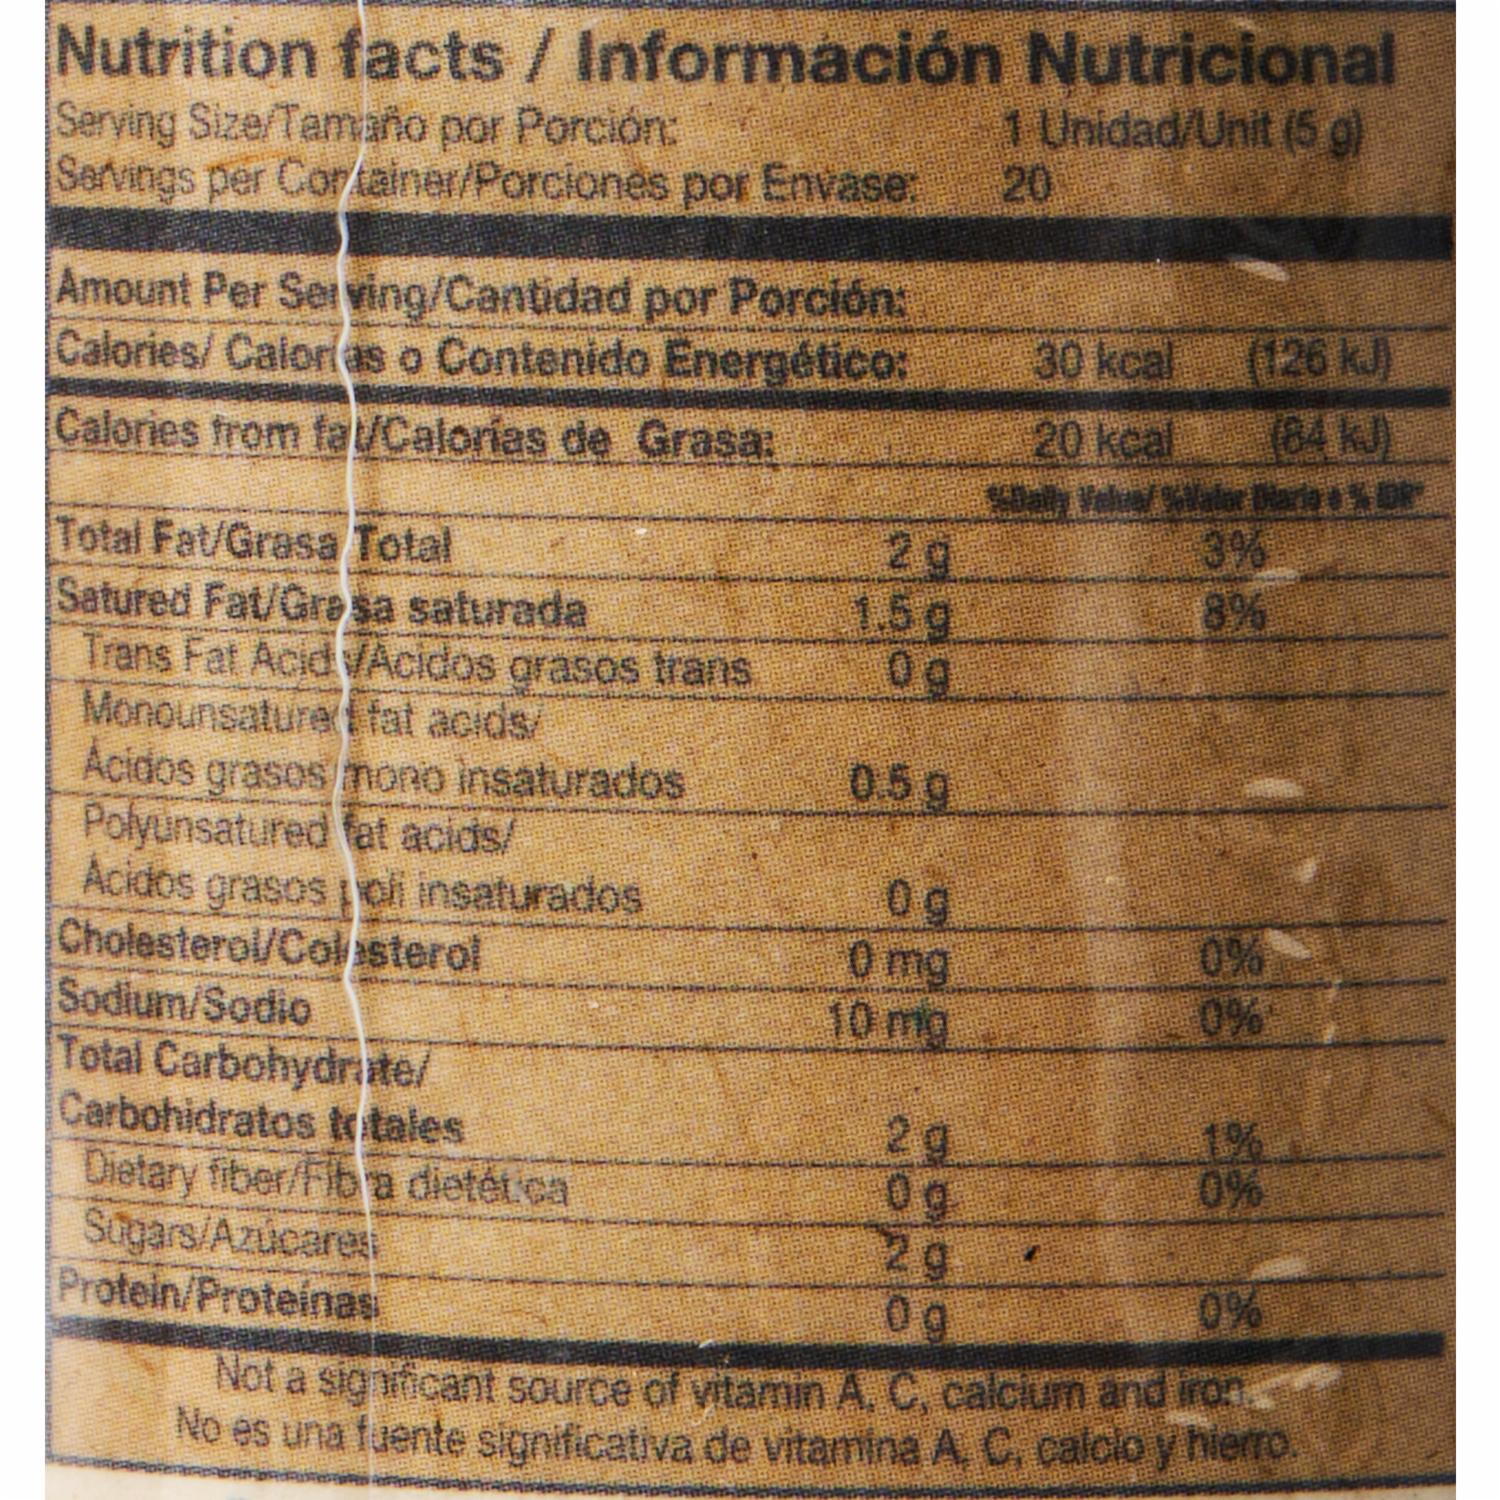 Nutrition facts / Información Nutricional
Serving Size/Tamaño por Porción: 1 Unidad/Unit (5 g)
Servings per Container/Porciones por Envase: 20
Amount Per Serving/Cantidad por Porción:
Calories/ Calorías o Contenido Energético: 30 kcal (126 kJ)
Calories from fat/Calorías de Grasa: 20 kcal (84 kJ)
%Daily Value/ %Valor Diario o % IDR*
Total Fat/Grasa Total 2 g 3%
Satured Fat/Grasa saturada 1.5 g 8%
Trans Fat Acids/Ácidos grasos trans 0 g
Monounsatured fat acids/
Ácidos grasos mono insaturados 0.5 g
Polyunsatured fat acids/
Ácidos grasos poli insaturados 0 g
Cholesterol/Colesterol 0 mg 0%
Sodium/Sodio 10 mg 0%
Total Carbohydrate/
Carbohidratos totales 2 g 1%
Dietary fiber/Fibra dietética 0 g 0%
Sugars/Azúcares 2 g
Protein/Proteínas 0 g 0%
Not a significant source of vitamin A, C, calcium and iron.
No es una fuente significativa de vitamina A, C, calcio y hierro.